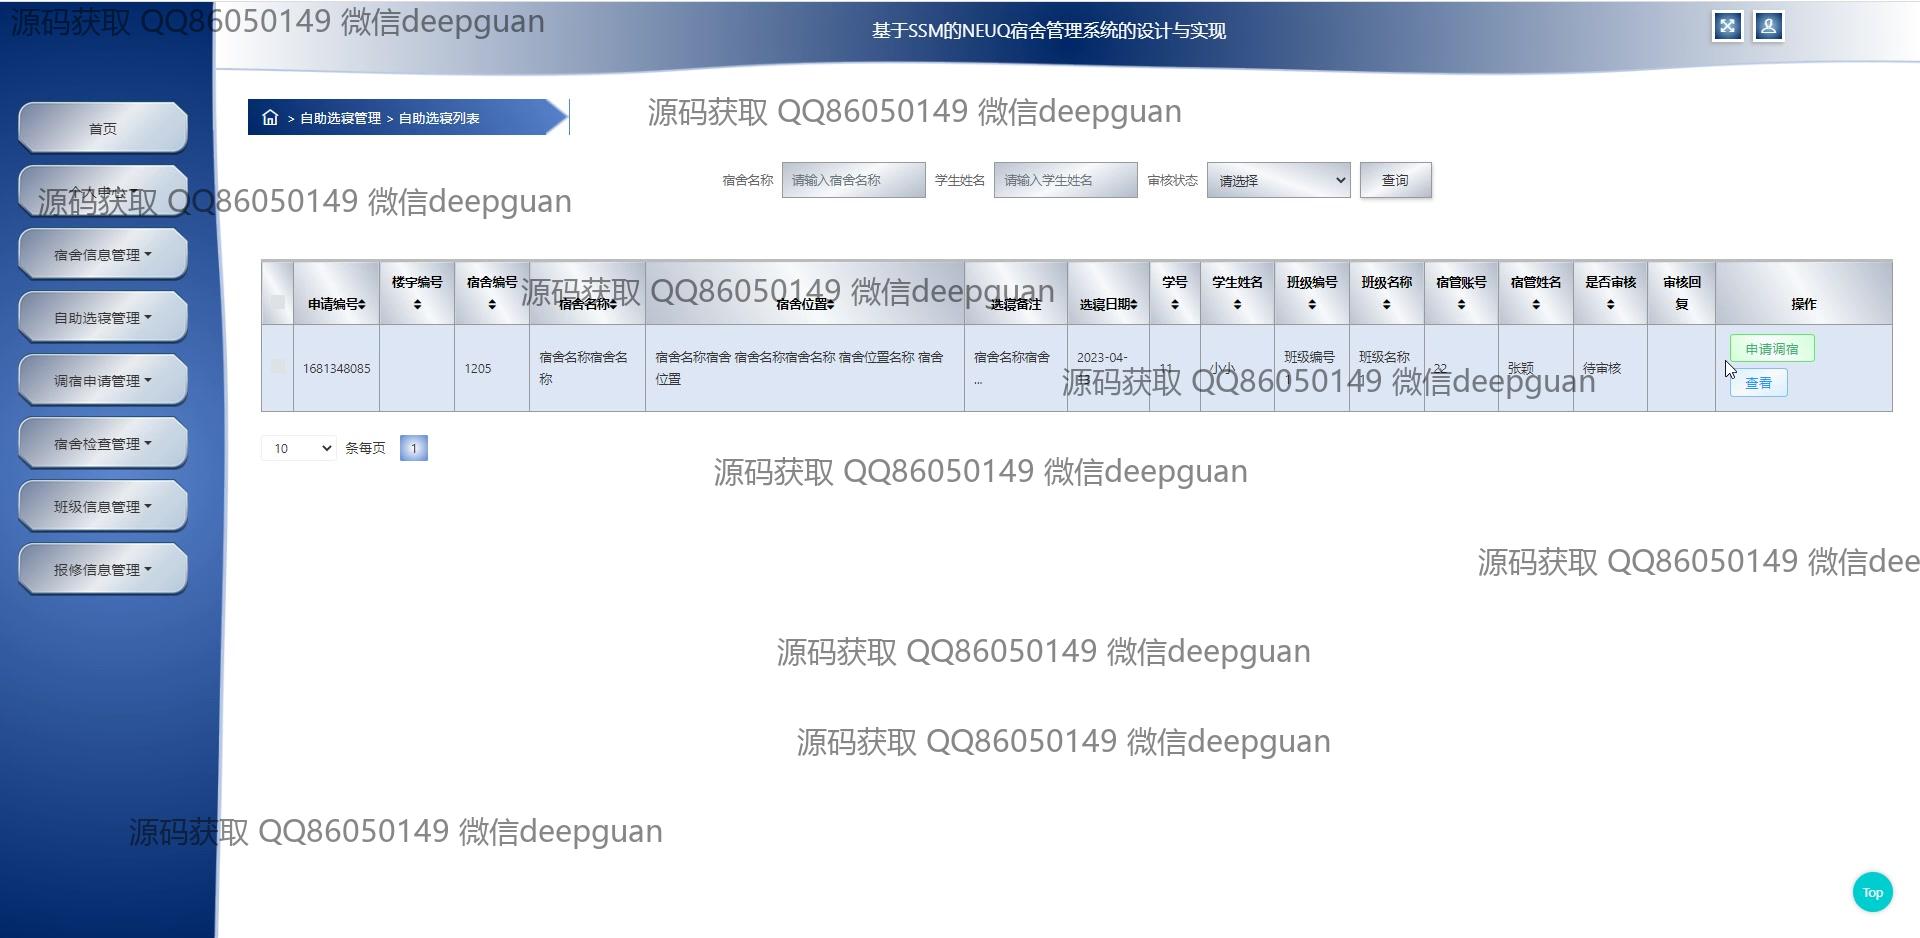 源码获取 QQ86050149 微信deepguan
基于SSM的NEUQ宿舍管理系统的设计与实现
首页
个人中心
宿舍信息管理
自助选寝管理
调宿申请管理
宿舍检查管理
班级信息管理
报修信息管理
> 自助选寝管理 > 自助选寝列表
源码获取 QQ86050149 微信deepguan
宿舍名称 请输入宿舍名称 学生姓名 请输入学生姓名 审核状态 请选择 查询
源码获取 QQ86050149 微信deepguan
申请编号 楼宇编号 宿舍编号 宿舍名称 宿舍位置 选寝备注 选寝日期 学号 学生姓名 班级编号 班级名称 宿管账号 宿管姓名 是否审核 审核回复 操作
源码获取 QQ86050149 微信deepguan
1681348085 1205 宿舍名称宿舍名称 宿舍名称宿舍 宿舍名称宿舍名称 宿舍位置名称 宿舍位置 宿舍名称宿舍... 2023-04- 11 小小 班级编号 班级名称 22 张颖 待审核 申请调宿
查看
源码获取 QQ86050149 微信deepguan
10 条每页 1
源码获取 QQ86050149 微信deepguan
源码获取 QQ86050149 微信dee
源码获取 QQ86050149 微信deepguan
源码获取 QQ86050149 微信deepguan
源码获取 QQ86050149 微信deepguan
Top